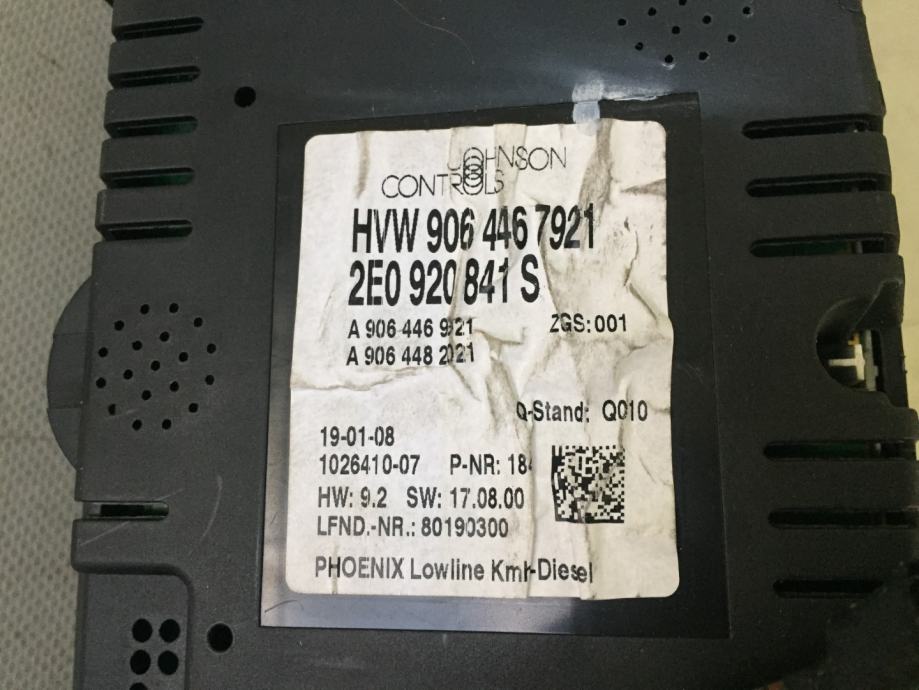 JOHNSON
CONTROLS
HVW 906 446 7921
2E0 920 841 S
A 906 446 9921 ZGS: 001
A 906 448 2021
Q-Stand: Q010
19-01-08
1026410-07 P-NR: 184
HW: 9.2 SW: 17.08.00
LFND.-NR.: 80190300
PHOENIX Lowline Kmh-Diesel